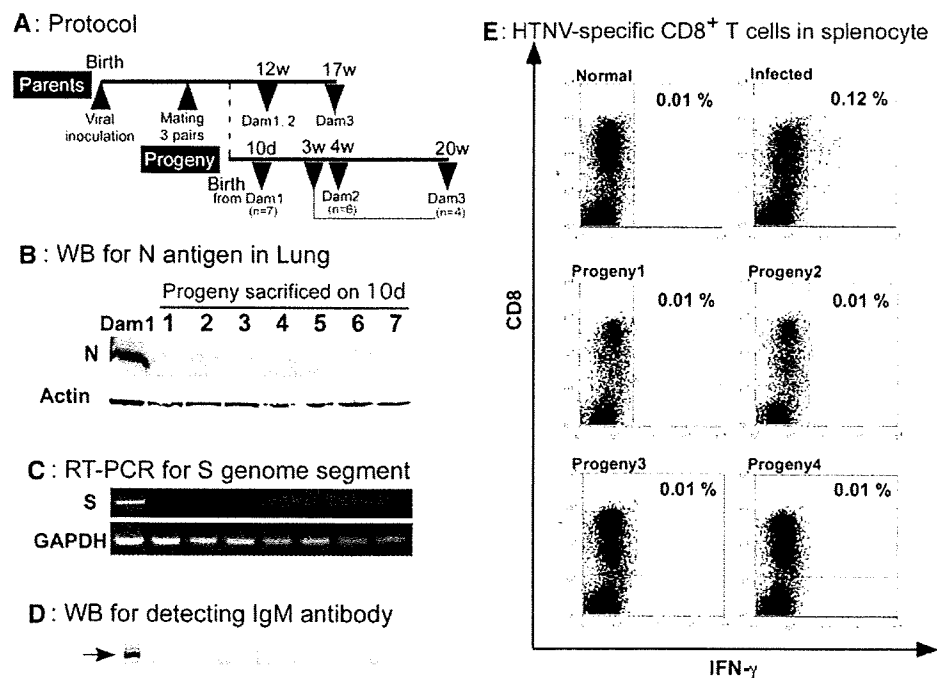 A: Protocol
Birth
12w
17w
Parents
Viral
inoculation
Mating
3 pairs
Dam1, 2
Dam3
Progeny
10d
3w
4w
20w
Birth
from Dam1
(n=7)
Dam2
(n=6)
Dam3
(n=4)
B: WB for N antigen in Lung
Progeny sacrificed on 10d
Dam1 1 2 3 4 5 6 7
N
Actin
C: RT-PCR for S genome segment
S
GAPDH
D: WB for detecting IgM antibody
E: HTNV-specific CD8+ T cells in splenocyte
Normal
0.01 %
Infected
0.12 %
Progeny1
0.01 %
Progeny2
0.01 %
Progeny3
0.01 %
Progeny4
0.01 %
CD8
IFN-γ